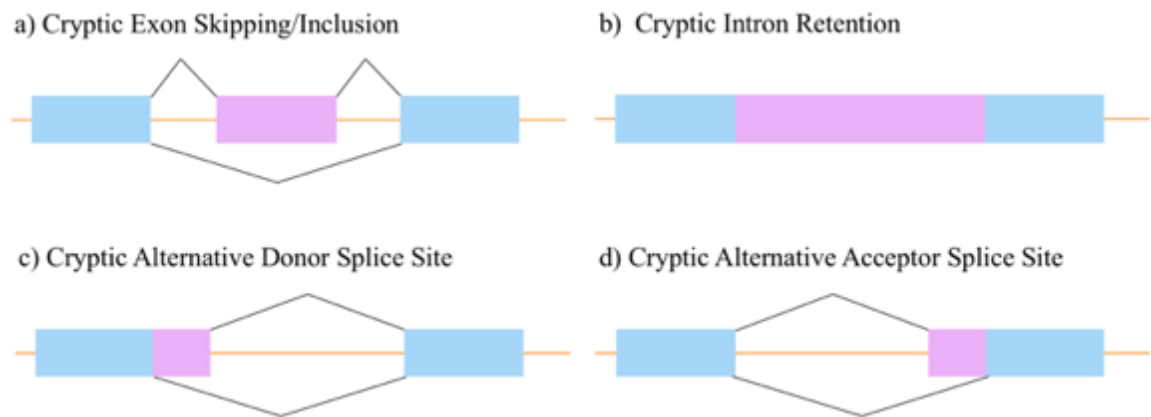 a) Cryptic Exon Skipping/Inclusion
b) Cryptic Intron Retention
c) Cryptic Alternative Donor Splice Site
d) Cryptic Alternative Acceptor Splice Site